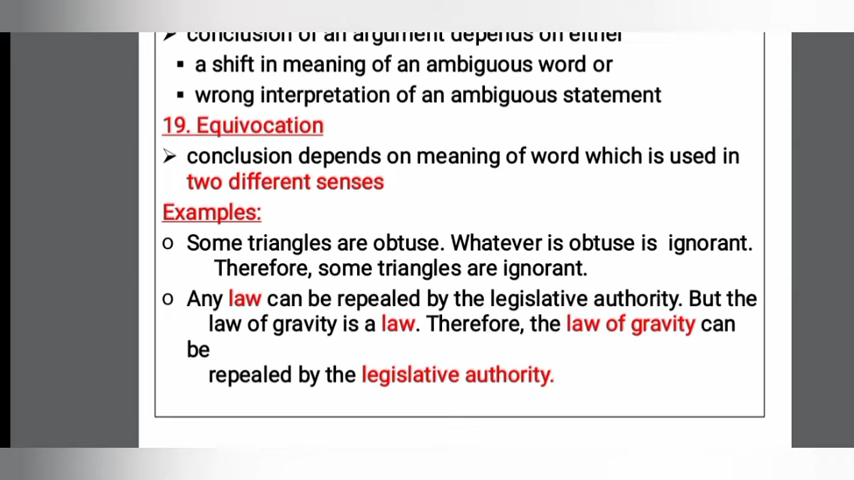 ➢ conclusion of an argument depends on either
▪ a shift in meaning of an ambiguous word or
▪ wrong interpretation of an ambiguous statement
19. Equivocation
➢ conclusion depends on meaning of word which is used in
two different senses
Examples:
o Some triangles are obtuse. Whatever is obtuse is ignorant.
Therefore, some triangles are ignorant.
o Any law can be repealed by the legislative authority. But the
law of gravity is a law. Therefore, the law of gravity can
be
repealed by the legislative authority.